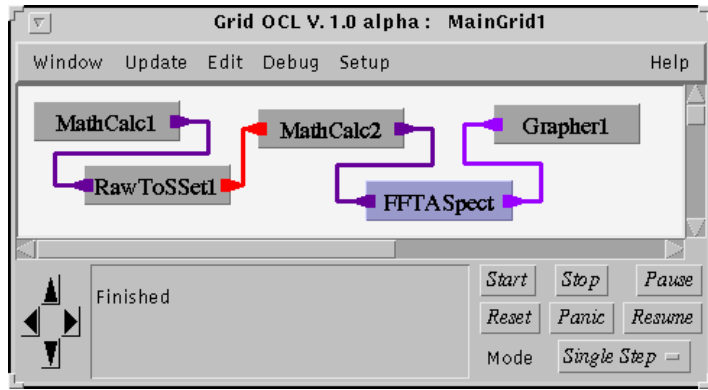 Grid OCL V. 1.0 alpha : MainGrid1
Window Update Edit Debug Setup Help
MathCalc1 MathCalc2 Grapher1
RawToSSet1 FFTASpect
Finished
Start Stop Pause
Reset Panic Resume
Mode Single Step